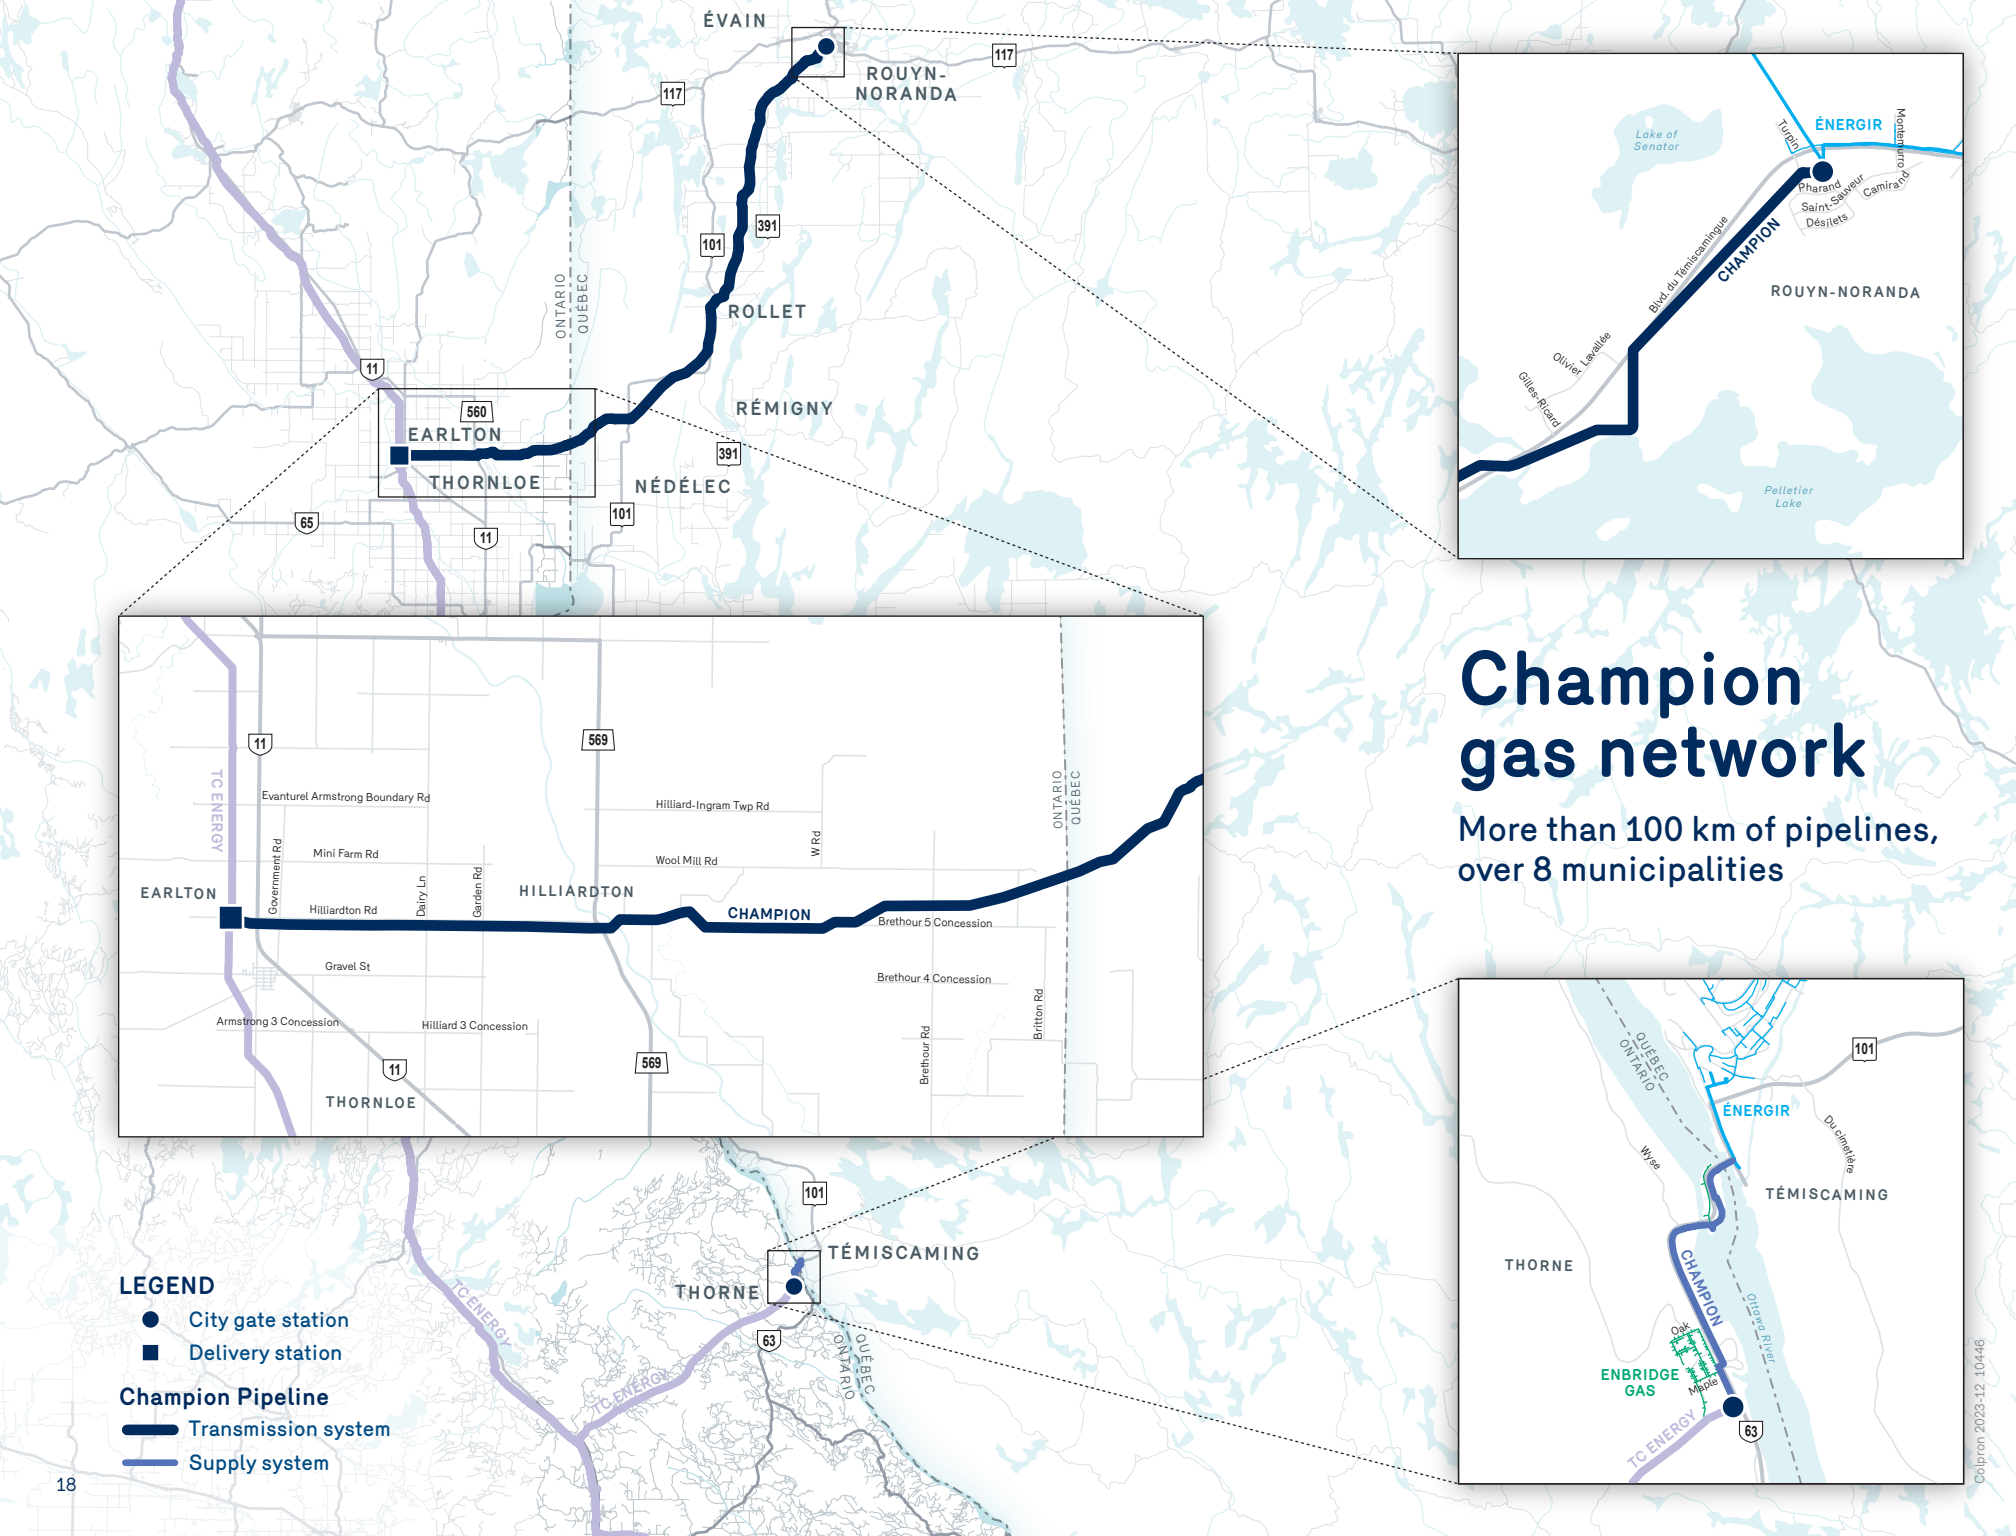 ÉVAIN
ROUYN-
NORANDA
117
117
391
101
ONTARIO
QUÉBEC
ROLLET
11
560
EARLTON
THORNLOE
RÉMIGNY
391
NÉDÉLEC
101
65
11
Lake of
Senator
Turpin
ÉNERGIR
Montemurro
Pharand
Saint-Sauveur
Camirand
Désilets
CHAMPION
Blvd. du Témiscamingue
ROUYN-NORANDA
Olivier
Lavallée
Gilles-Ricard
Pelletier
Lake
Champion
gas network
More than 100 km of pipelines,
over 8 municipalities
11
569
TC ENERGY
Evanturel Armstrong Boundary Rd
Hilliard-Ingram Twp Rd
ONTARIO
QUÉBEC
Government Rd
Mini Farm Rd
Dairy Ln
Garden Rd
W Rd
Wool Mill Rd
EARLTON
HILLIARDTON
Hilliardton Rd
CHAMPION
Brethour 5 Concession
Gravel St
Brethour 4 Concession
Armstrong 3 Concession
Hilliard 3 Concession
Brethour Rd
Britton Rd
11
569
THORNLOE
101
TÉMISCAMING
THORNE
63
ONTARIO
QUÉBEC
TC ENERGY
TC ENERGY
QUÉBEC
ONTARIO
101
ÉNERGIR
Du cimetière
Wyse
TÉMISCAMING
THORNE
CHAMPION
Ottawa River
Oak
ENBRIDGE
GAS
Maple
TC ENERGY
63
LEGEND
City gate station
Delivery station
Champion Pipeline
Transmission system
Supply system
18
Colpron 2023-12 10446